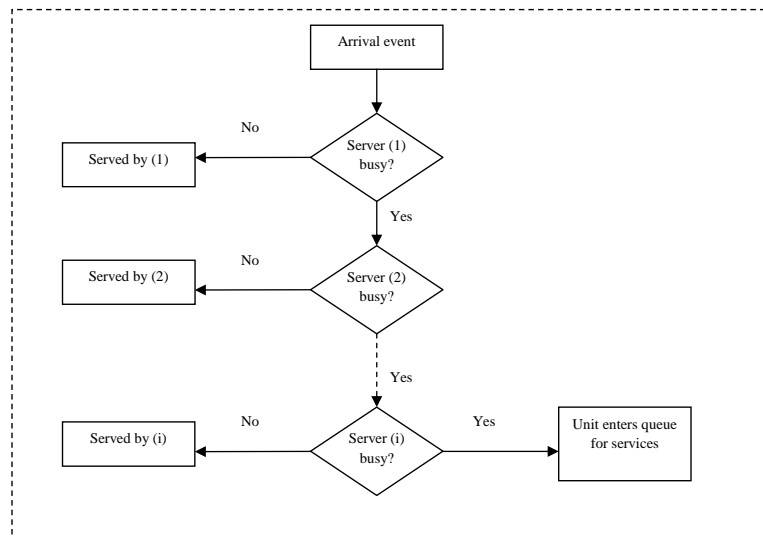 Arrival event
No
Server (1)
busy?
Served by (1)
Yes
No
Server (2)
busy?
Served by (2)
Yes
No
Yes
Served by (i)
Server (i)
busy?
Unit enters queue
for services